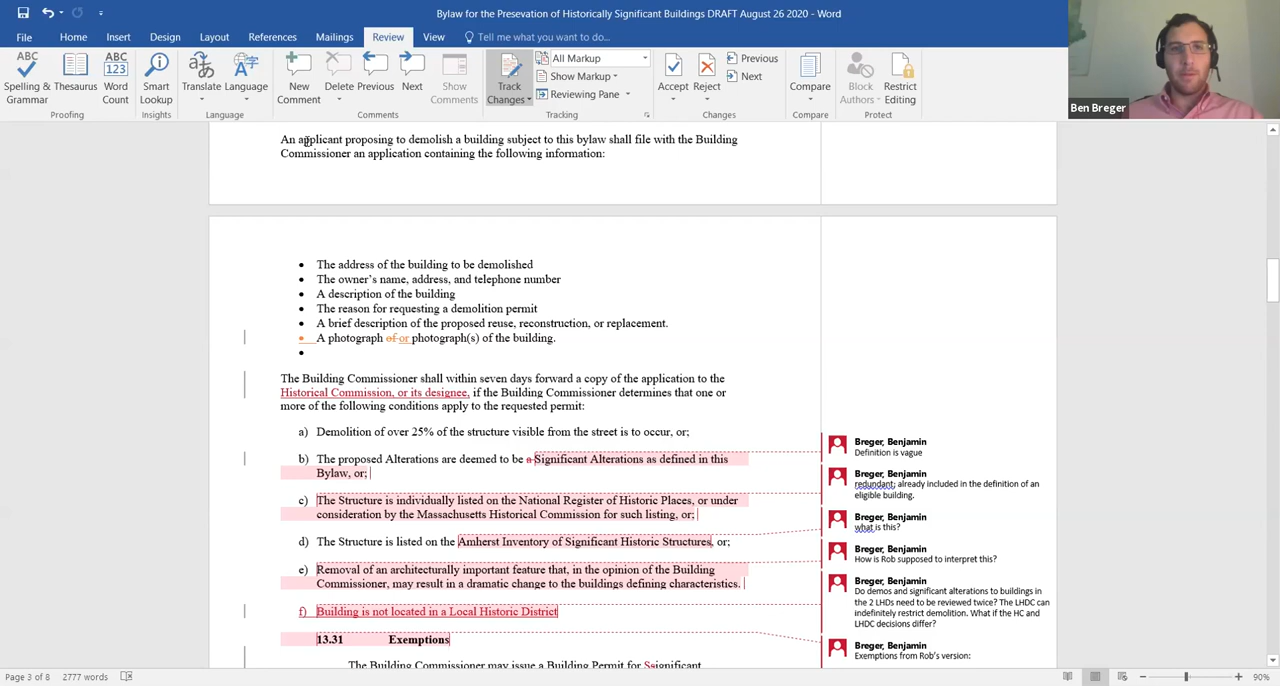 Bylaw for the Presevation of Historically Significant Buildings DRAFT August 26 2020 - Word
File Home Insert Design Layout References Mailings Review View Tell me what you want to do...
Spelling & Grammar
Thesaurus
Word Count
Smart Lookup
Translate
Language
New Comment
Delete
Previous
Next
Show Comments
Track Changes
All Markup
Show Markup
Reviewing Pane
Accept
Reject
Previous
Next
Compare
Block Authors
Restrict Editing
Proofing Insights Language Comments Tracking Changes Compare Protect
Ben Breger
An applicant proposing to demolish a building subject to this bylaw shall file with the Building
Commissioner an application containing the following information:
• The address of the building to be demolished
• The owner's name, address, and telephone number
• A description of the building
• The reason for requesting a demolition permit
• A brief description of the proposed reuse, reconstruction, or replacement.
• A photograph of or photograph(s) of the building.
•
The Building Commissioner shall within seven days forward a copy of the application to the
Historical Commission, or its designee, if the Building Commissioner determines that one or
more of the following conditions apply to the requested permit:
a) Demolition of over 25% of the structure visible from the street is to occur, or;
b) The proposed Alterations are deemed to be a Significant Alterations as defined in this
Bylaw, or;
c) The Structure is individually listed on the National Register of Historic Places, or under
consideration by the Massachusetts Historical Commission for such listing, or;
d) The Structure is listed on the Amherst Inventory of Significant Historic Structures, or;
e) Removal of an architecturally important feature that, in the opinion of the Building
Commissioner, may result in a dramatic change to the buildings defining characteristics.
f) Building is not located in a Local Historic District
13.31 Exemptions
The Building Commissioner may issue a Building Permit for Ssignificant
Breger, Benjamin
Definition is vague
Breger, Benjamin
redundant; already included in the definition of an
eligible building.
Breger, Benjamin
what is this?
Breger, Benjamin
How is Rob supposed to interpret this?
Breger, Benjamin
Do demos and significant alterations to buildings in
the 2 LHDs need to be reviewed twice? The LHDC can
indefinitely restrict demolition. What if the HC and
LHDC decisions differ?
Breger, Benjamin
Exemptions from Rob's version:
Page 3 of 8 2777 words
90%